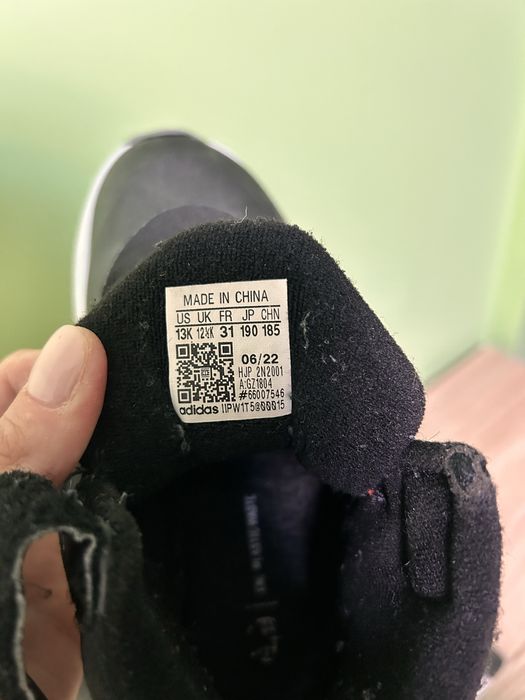 MADE IN CHINA
US UK FR JP CHN
13K 12½K 31 190 185
06/22
HJP 2N2001
A:GZ1804
#66007546
adidas